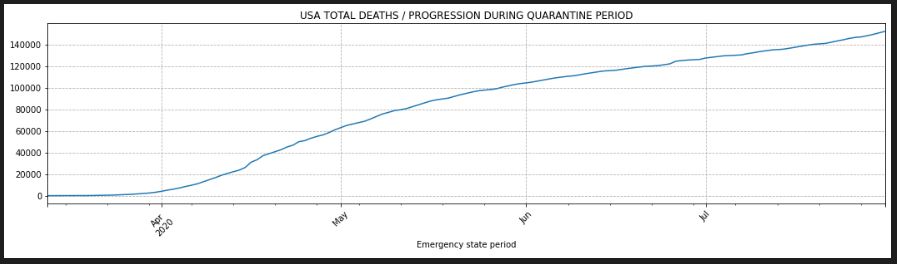 USA TOTAL DEATHS / PROGRESSION DURING QUARANTINE PERIOD
140000
120000
100000
80000
60000
40000
20000
0
Apr
2020
May
Jun
Jul
Emergency state period